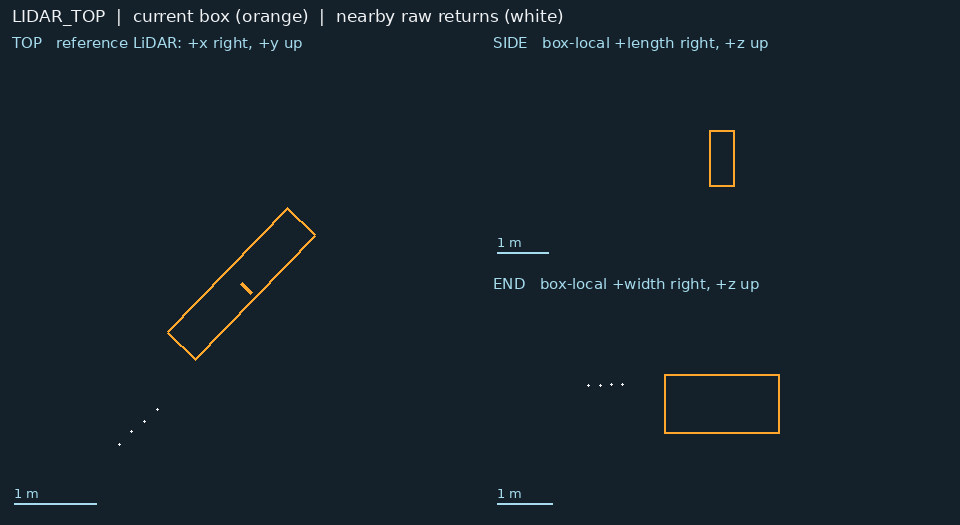 LIDAR_TOP | current box (orange) | nearby raw returns (white)
TOP reference LiDAR: +x right, +y up
SIDE box-local +length right, +z up
1 m
END box-local +width right, +z up
1 m
1 m